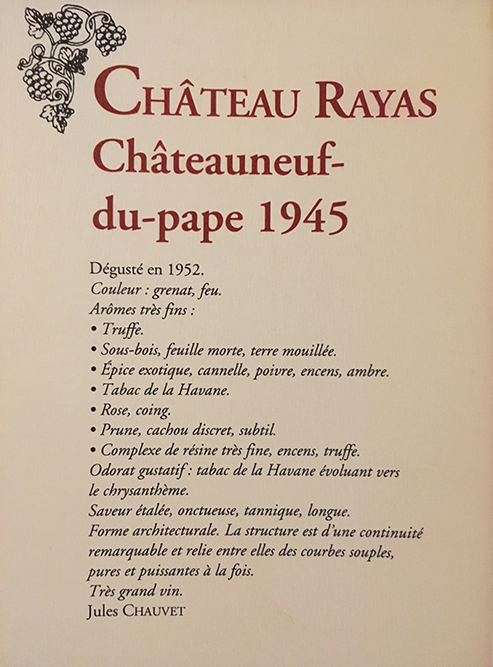 CHÂTEAU RAYAS
Châteauneuf-
du-pape 1945
Dégusté en 1952.
Couleur : grenat, feu.
Arômes très fins :
• Truffe.
• Sous-bois, feuille morte, terre mouillée.
• Épice exotique, cannelle, poivre, encens, ambre.
• Tabac de la Havane.
• Rose, coing.
• Prune, cachou discret, subtil.
• Complexe de résine très fine, encens, truffe.
Odorat gustatif : tabac de la Havane évoluant vers
le chrysanthème.
Saveur étalée, onctueuse, tannique, longue.
Forme architecturale. La structure est d'une continuité
remarquable et relie entre elles des courbes souples,
pures et puissantes à la fois.
Très grand vin.
Jules CHAUVET